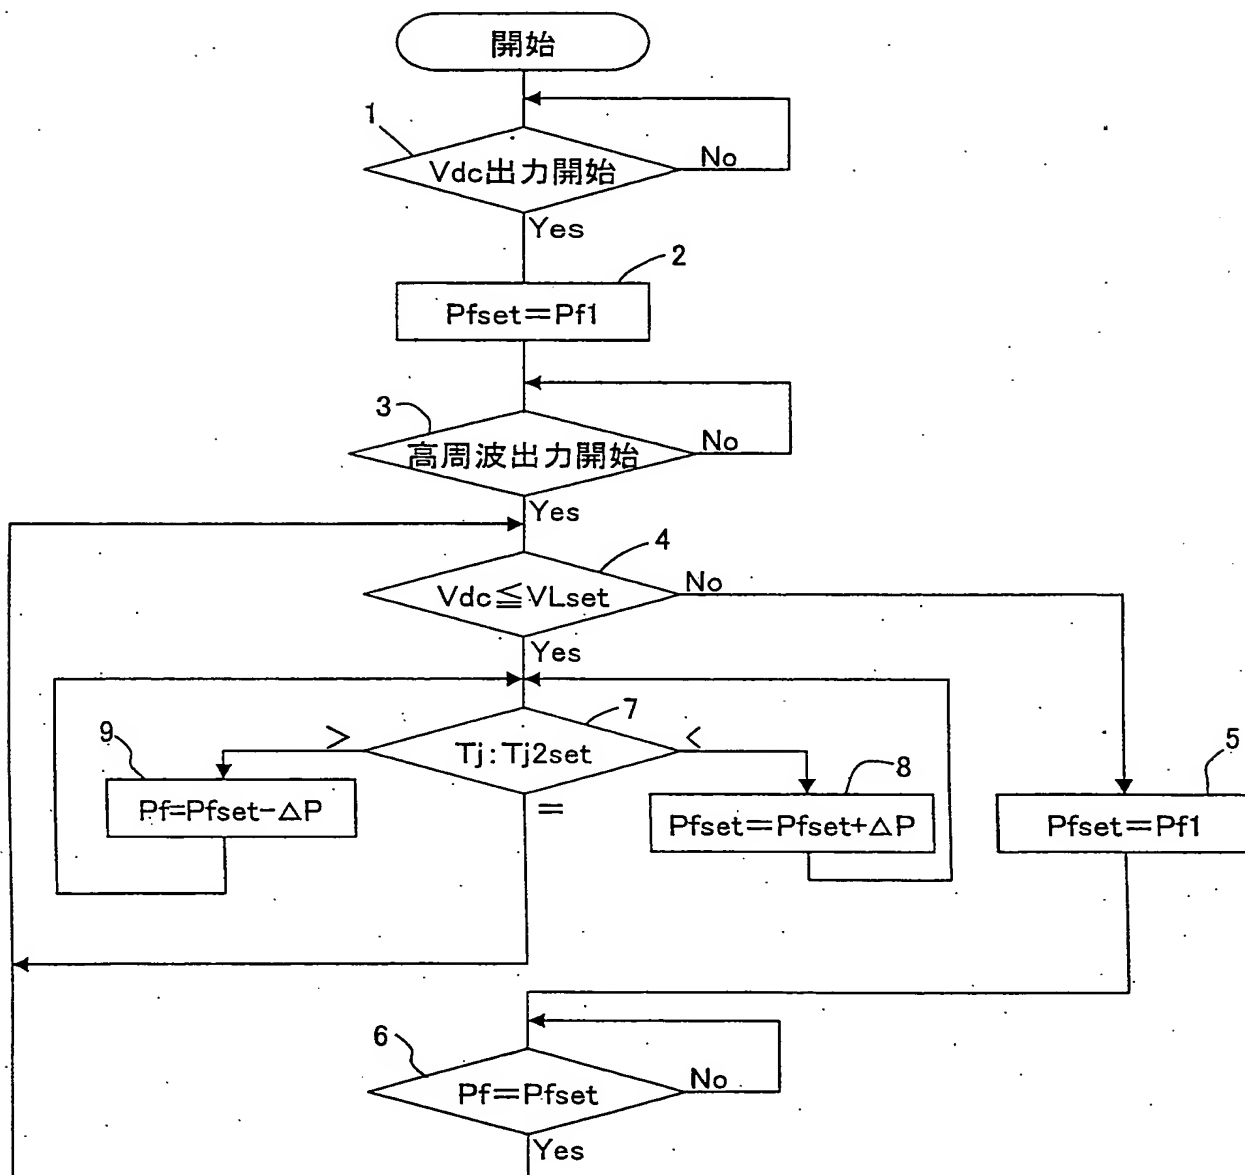 開始
1
Vdc出力開始
No
Yes
2
Pfset=Pf1
3
高周波出力開始
No
Yes
4
Vdc≦VLset
No
Yes
7
>
Tj:Tj2set
<
=
9
Pf=Pfset-△P
8
Pfset=Pfset+△P
5
Pfset=Pf1
6
Pf=Pfset
No
Yes